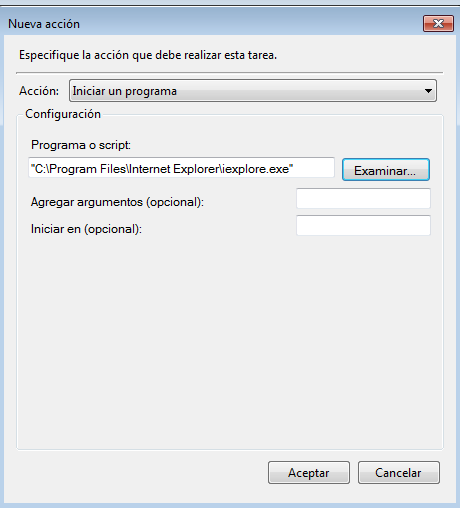 Nueva acción
Especifique la acción que debe realizar esta tarea.
Acción: Iniciar un programa
Configuración
Programa o script:
"C:\Program Files\Internet Explorer\iexplore.exe" Examinar...
Agregar argumentos (opcional):
Iniciar en (opcional):
Aceptar Cancelar